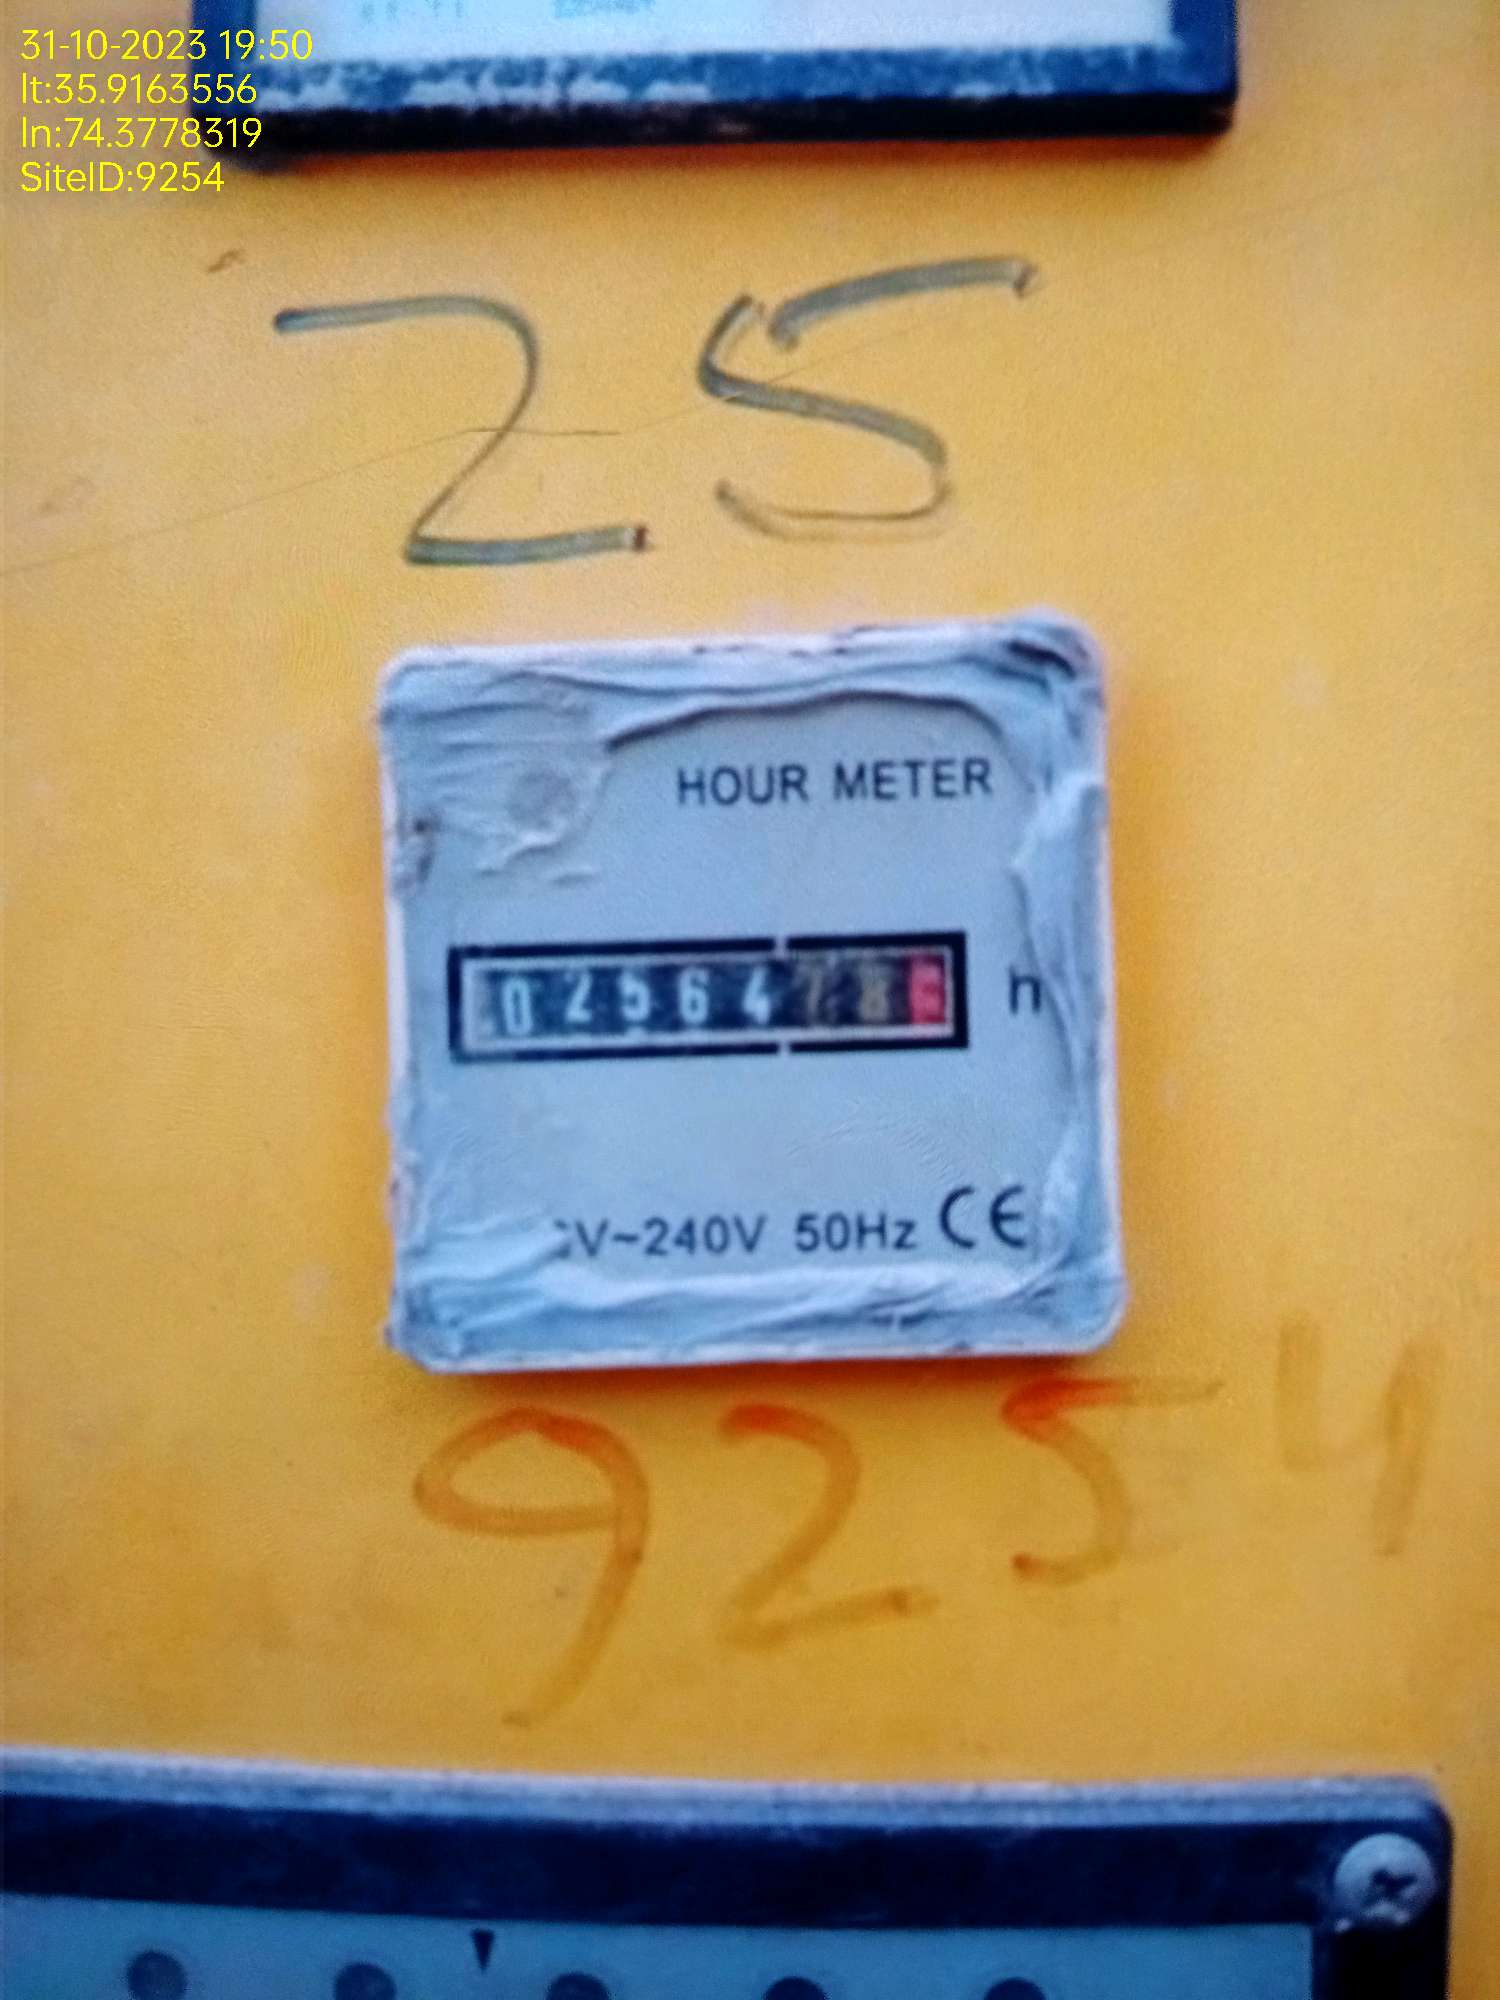 31-10-2023 19:50
lt:35.9163556
ln:74.3778319
SiteID:9254
25
HOUR METER
0256478
h
V~240V 50Hz CE
9254